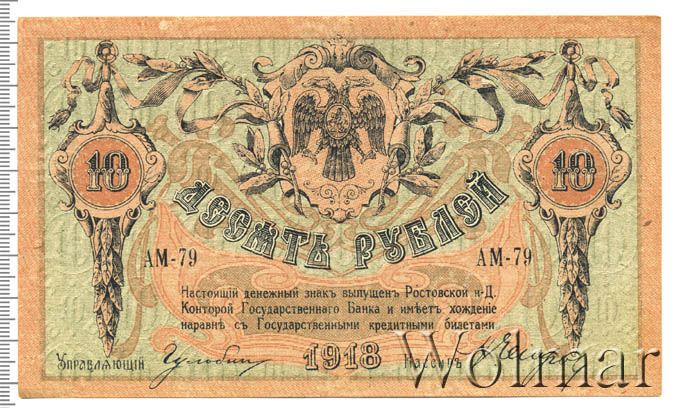 10 10
ДЕСЯТЬ РУБЛЕЙ
АМ-79 АМ-79
Настоящій денежный знакъ выпущенъ Ростовской н-Д.
Конторой Государственнаго Банка и имѣетъ хожденіе
наравнѣ съ Государственными кредитными билетами
Управляющій 1918 Кассиръ
Wolmar